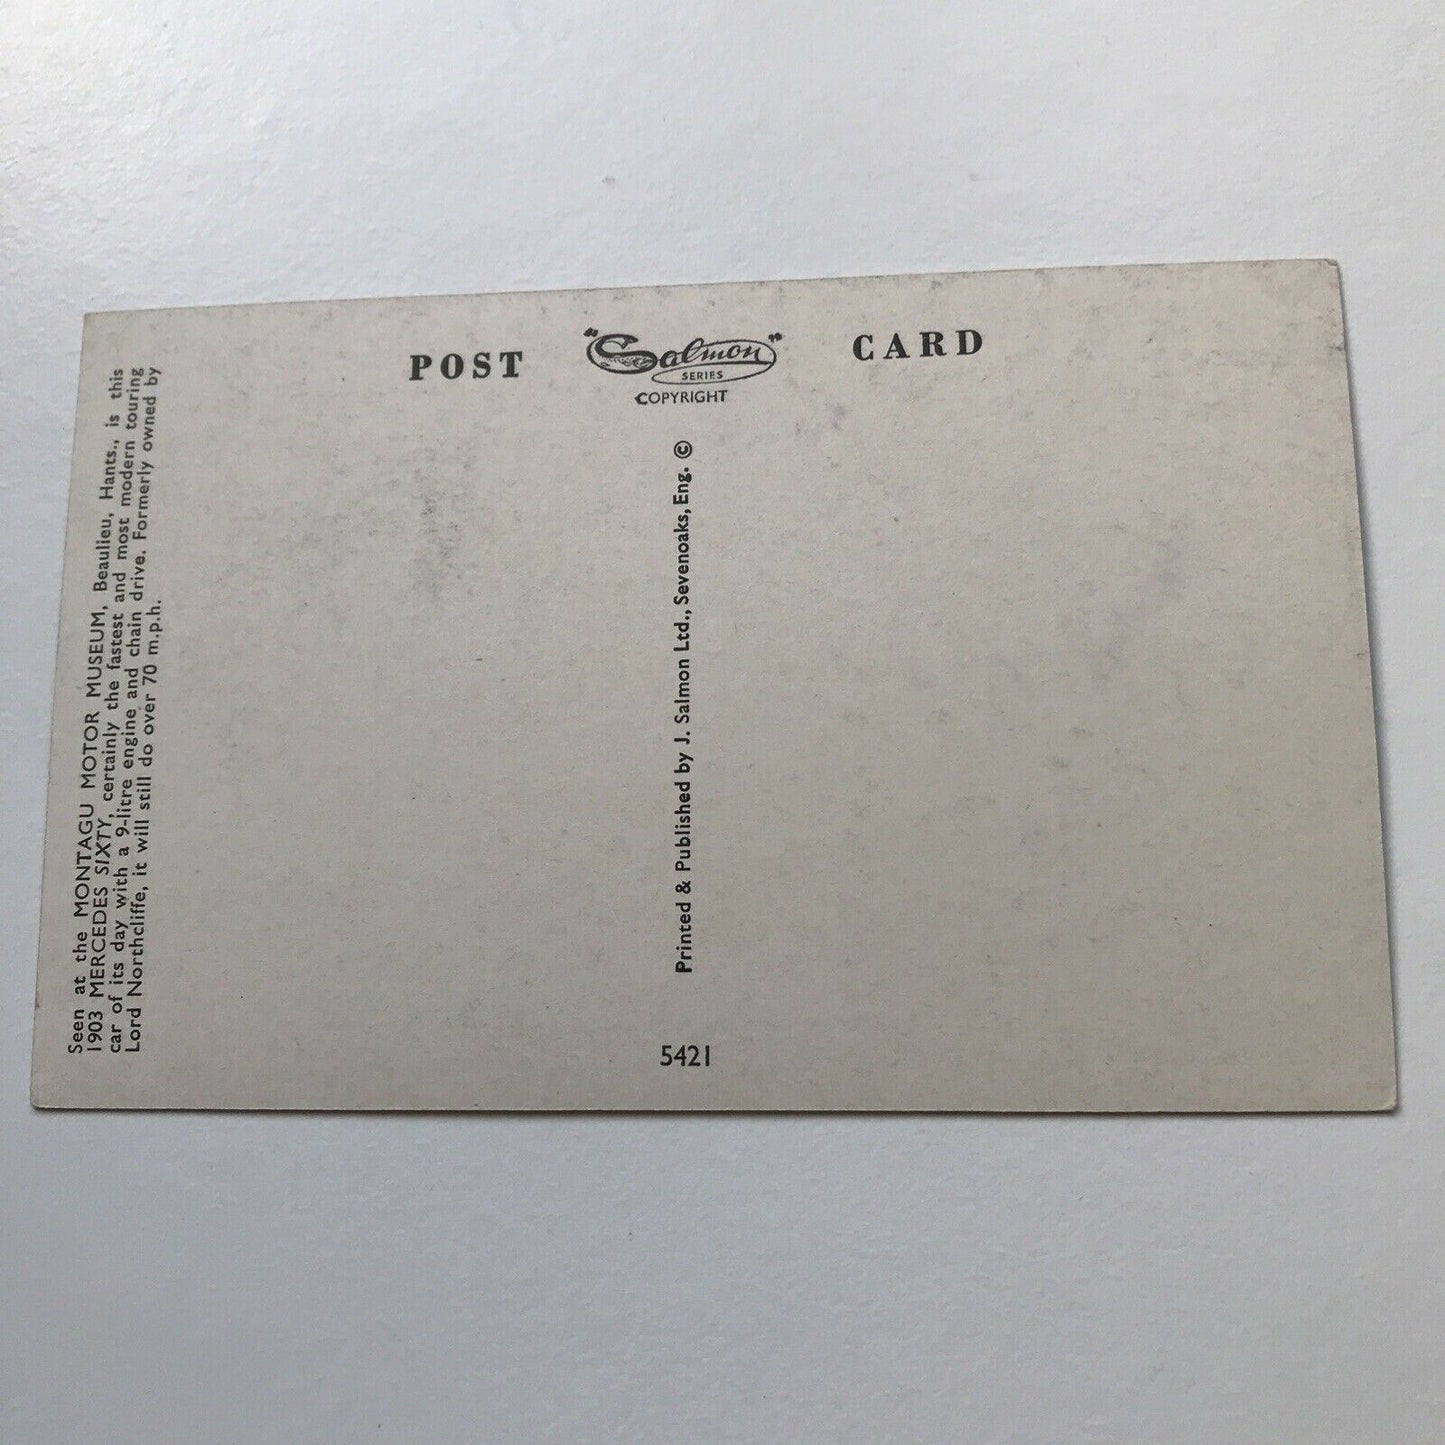 POST "Salmon" CARD
SERIES
COPYRIGHT
Seen at the MONTAGU MOTOR MUSEUM, Beaulieu, Hants., is this
1903 MERCEDES SIXTY, certainly the fastest and most modern touring
car of its day with a 9-litre engine and chain drive. Formerly owned by
Lord Northcliffe, it will still do over 70 m.p.h.
Printed & Published by J. Salmon Ltd., Sevenoaks, Eng. ©
5421